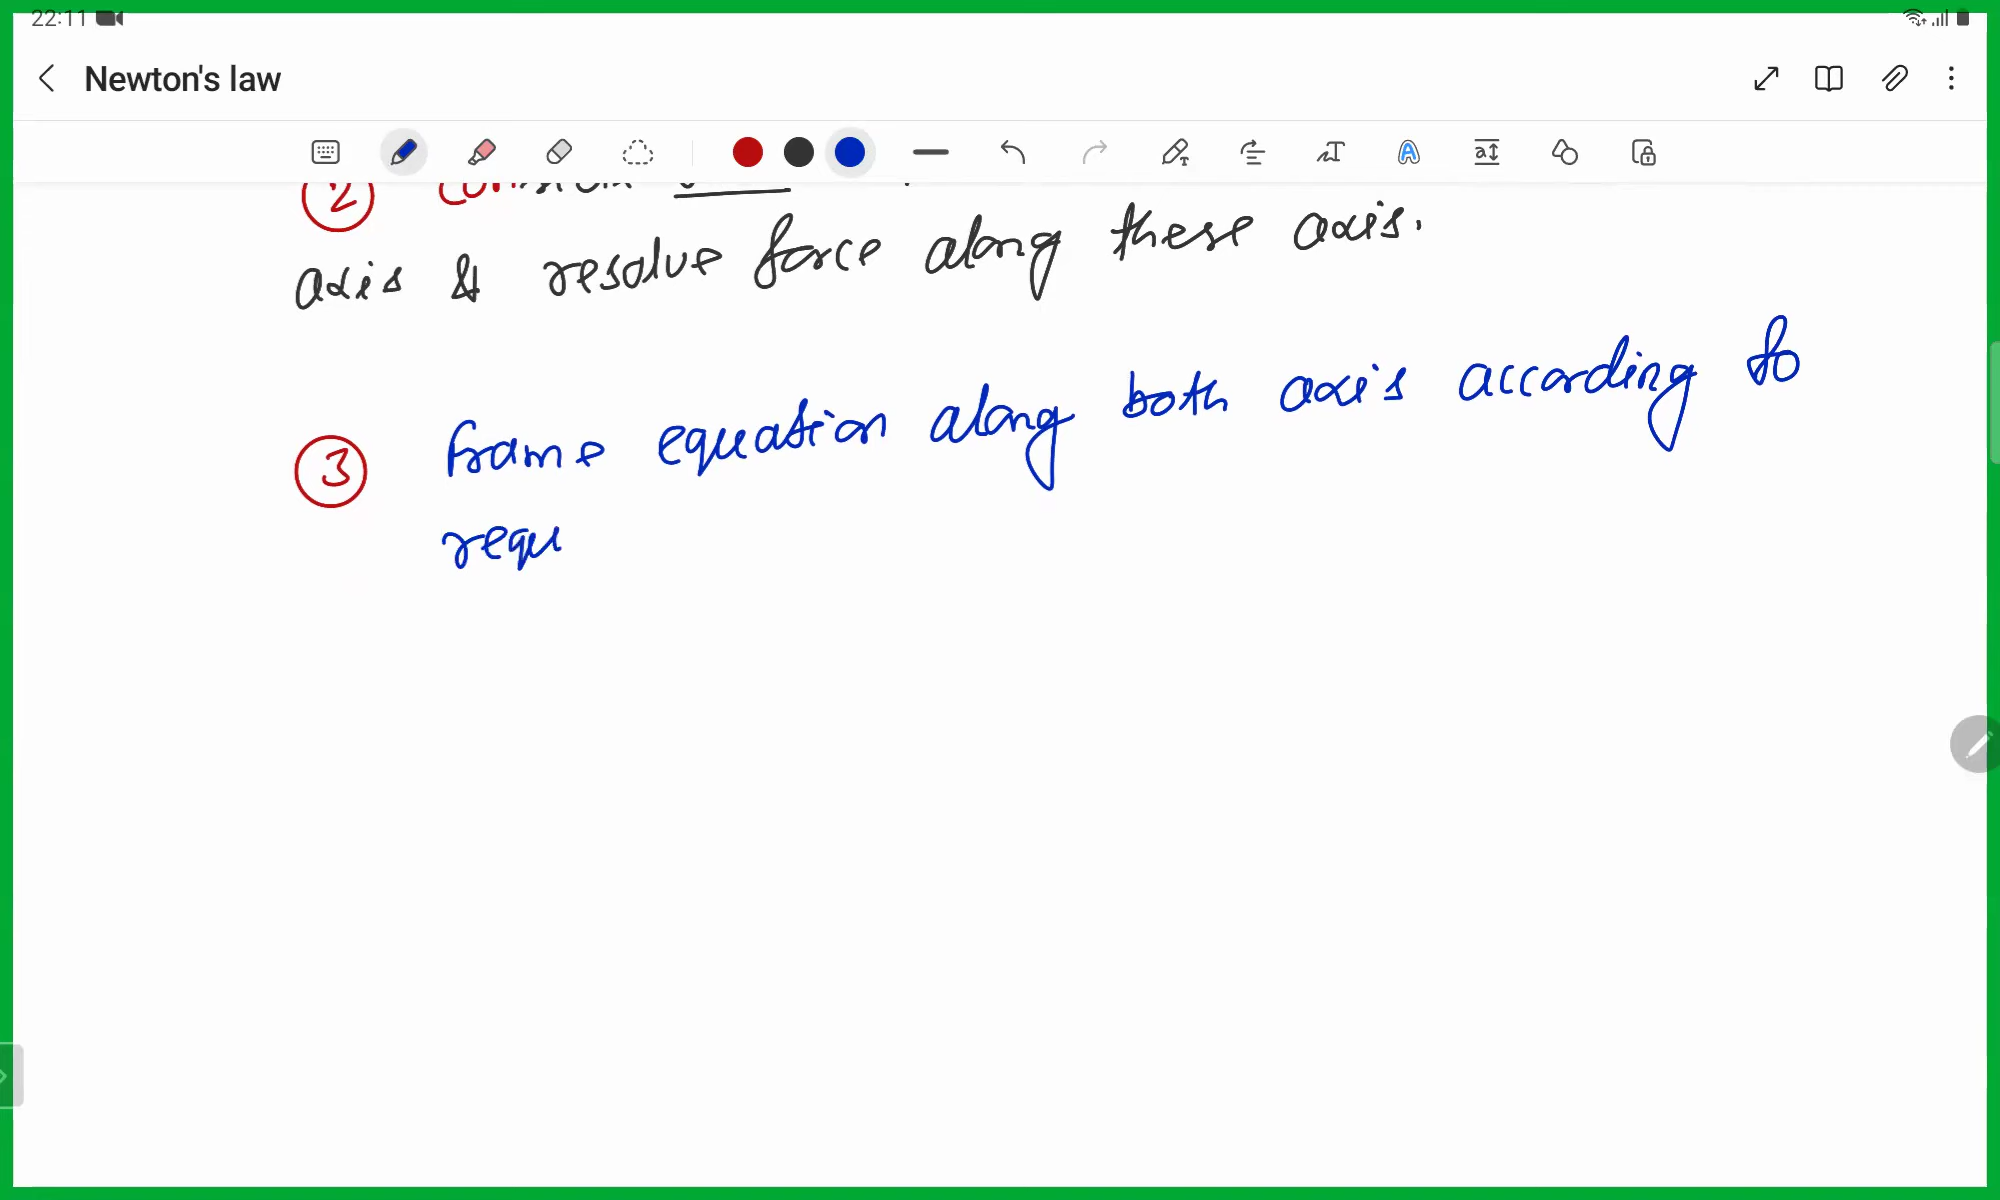 22:11
Newton's law
2
axis & resolve force along these axis.
3 frame equation along both axis according to
requ